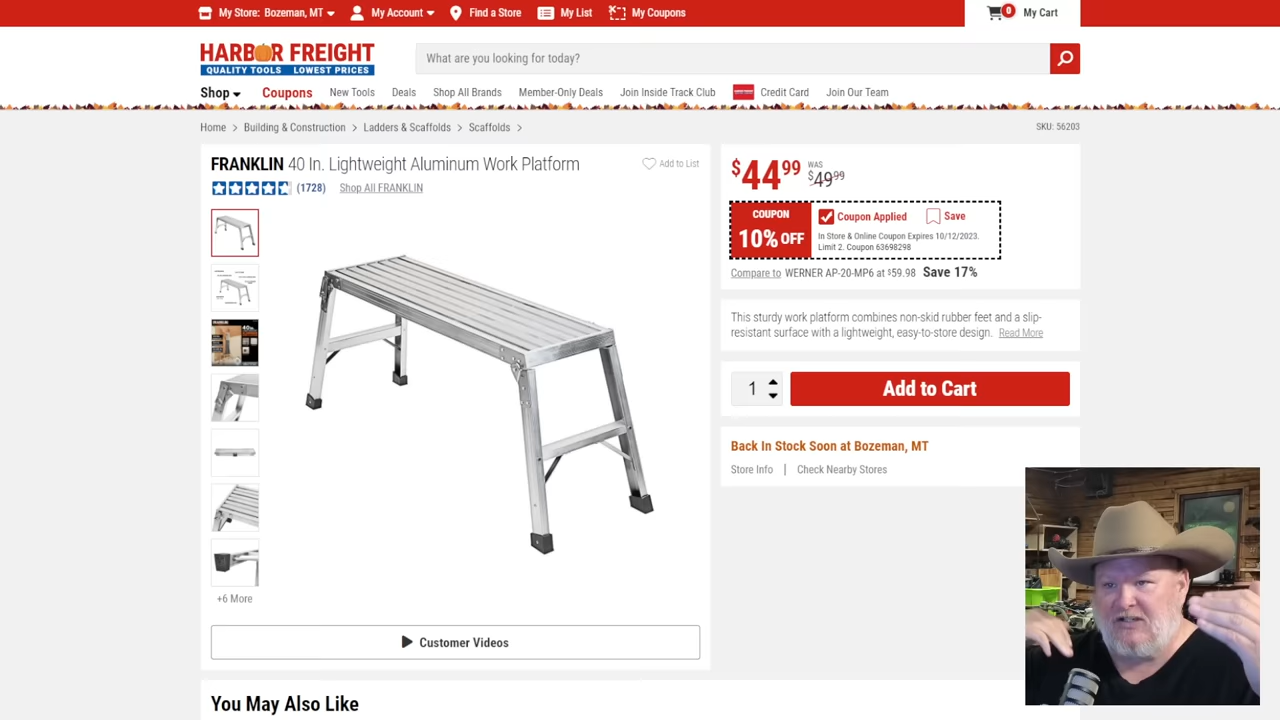 My Store: Bozeman, MT
My Account
Find a Store
My List
My Coupons
0
My Cart
HARBOR FREIGHT
QUALITY TOOLS LOWEST PRICES
What are you looking for today?
Shop
Coupons
New Tools
Deals
Shop All Brands
Member-Only Deals
Join Inside Track Club
Credit Card
Join Our Team
Home > Building & Construction > Ladders & Scaffolds > Scaffolds >
SKU: 56203
FRANKLIN 40 In. Lightweight Aluminum Work Platform
Add to List
(1728)
Shop All FRANKLIN
$44.99
WAS
$49.99
COUPON
10% OFF
Coupon Applied
Save
In Store & Online Coupon Expires 10/12/2023.
Limit 2. Coupon 63698298
Compare to WERNER AP-20-MP6 at $59.98 Save 17%
This sturdy work platform combines non-skid rubber feet and a slip-
resistant surface with a lightweight, easy-to-store design. Read More
1
Add to Cart
Back In Stock Soon at Bozeman, MT
Store Info | Check Nearby Stores
+6 More
Customer Videos
You May Also Like